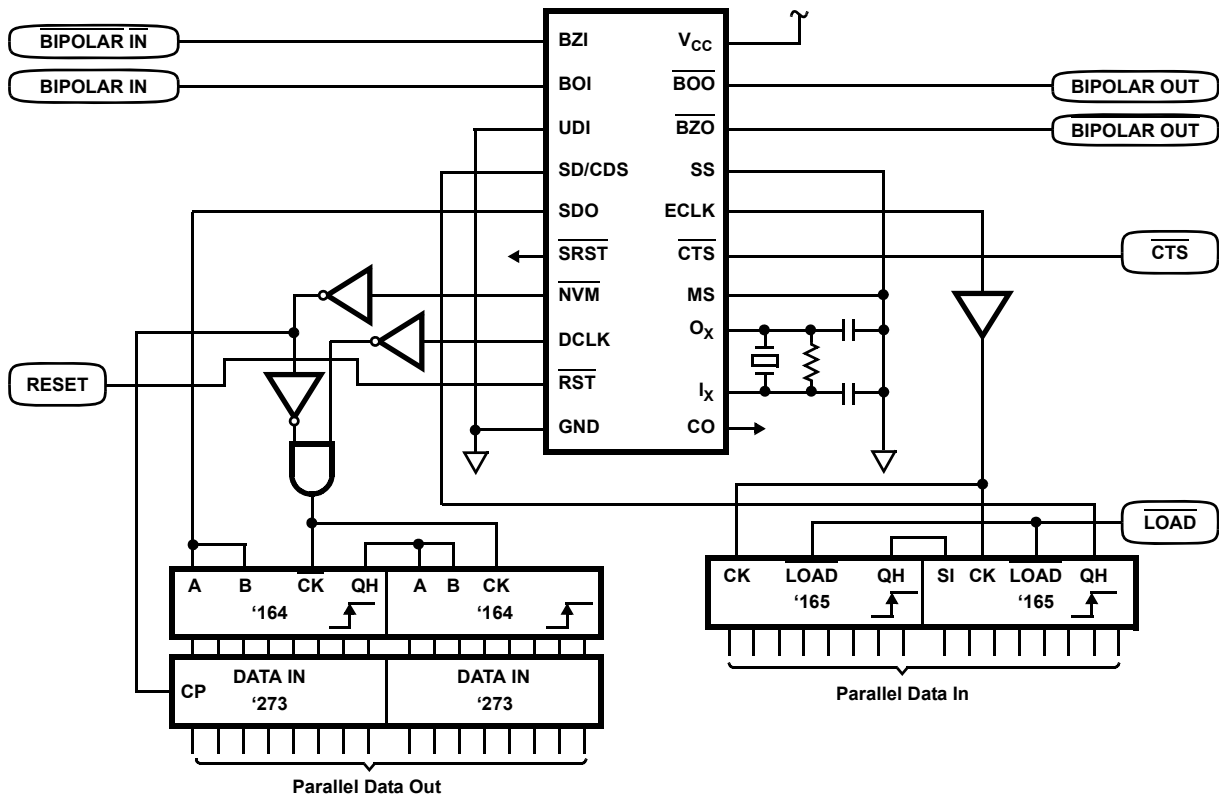 BIPOLAR IN
BIPOLAR IN
RESET
BZI
BOI
UDI
SD/CDS
SDO
SRST
NVM
DCLK
RST
GND
VCC
BOO
BZO
SS
ECLK
CTS
MS
OX
IX
CO
BIPOLAR OUT
BIPOLAR OUT
CTS
LOAD
A B CK QH A B CK
‘164 ‘164
CP DATA IN DATA IN
‘273 ‘273
Parallel Data Out
CK LOAD QH SI CK LOAD QH
‘165 ‘165
Parallel Data In